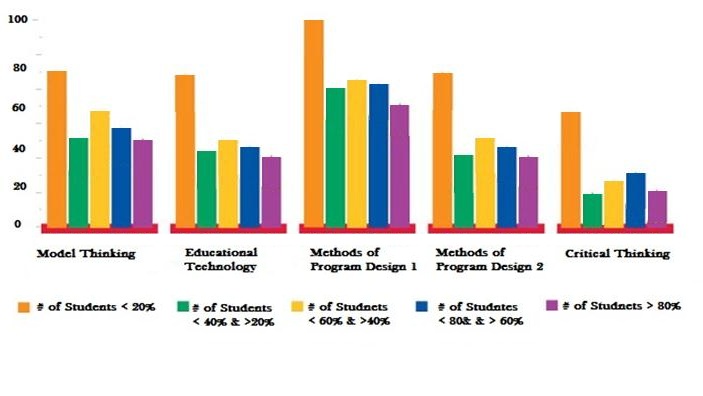 100
80
60
40
20
0
Model Thinking
Educational
Technology
Methods of
Program Design 1
Methods of
Program Design 2
Critical Thinking
# of Students < 20%
# of Students
< 40% & >20%
# of Studnets
< 60% & >40%
# of Studntes
< 80& & > 60%
# of Studnets > 80%